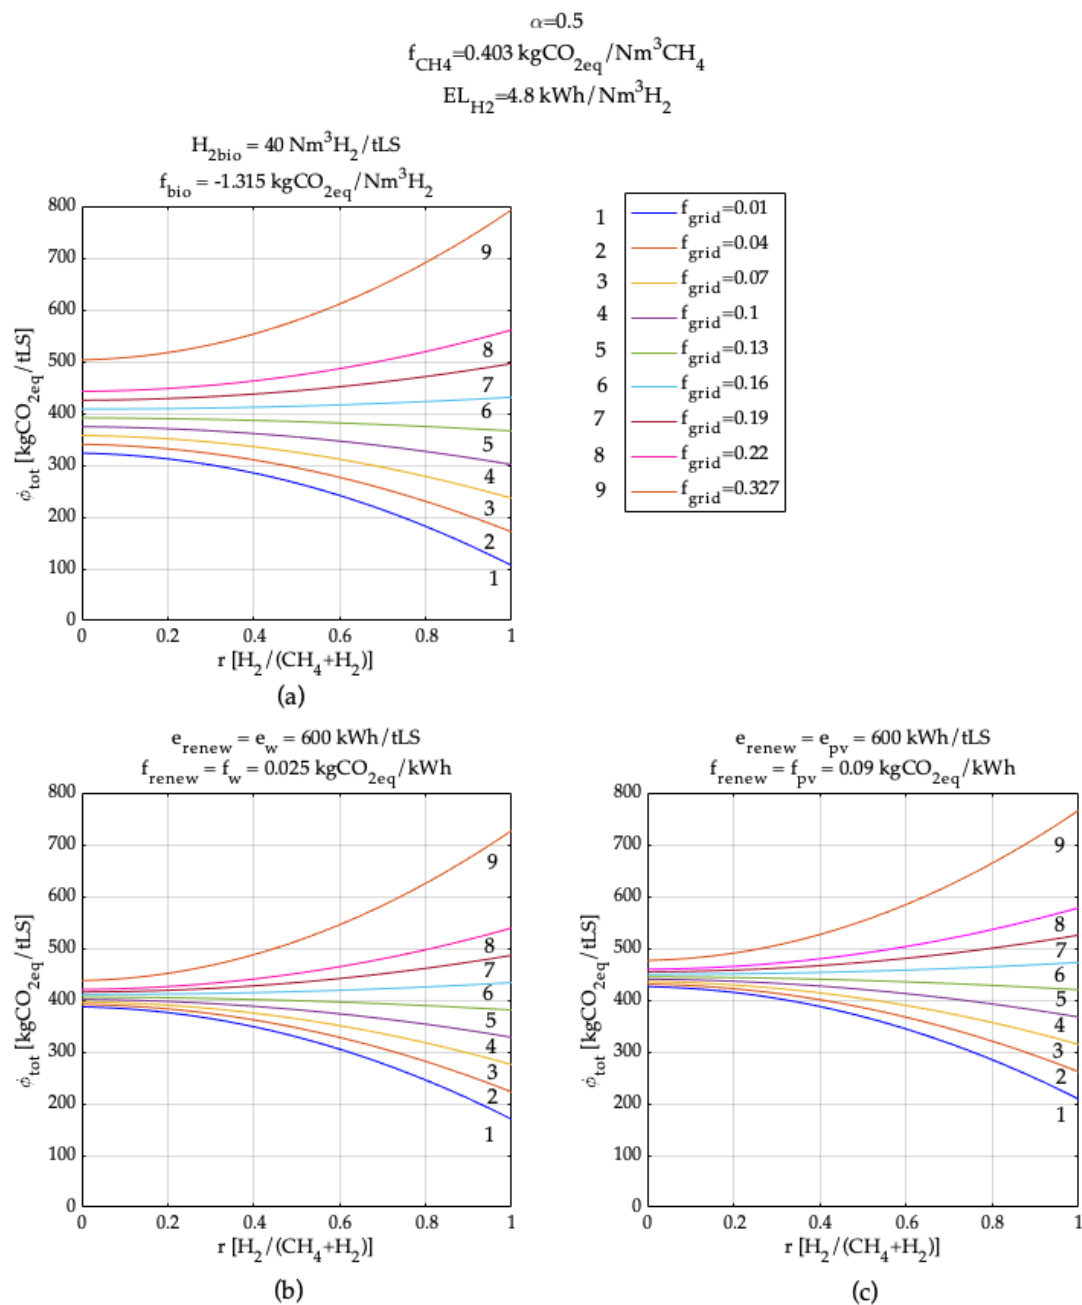 α=0.5
f_CH4=0.403 kgCO_2eq/Nm³CH_4
EL_H2=4.8 kWh/Nm³H_2
H_2bio = 40 Nm³H_2/tLS
f_bio = -1.315 kgCO_2eq/Nm³H_2
800
700
600
500
400
300
200
100
0
ϕ̇_tot [kgCO_2eq/tLS]
9
8
7
6
5
4
3
2
1
0 0.2 0.4 0.6 0.8 1
r [H_2/(CH_4+H_2)]
(a)
1 f_grid=0.01
2 f_grid=0.04
3 f_grid=0.07
4 f_grid=0.1
5 f_grid=0.13
6 f_grid=0.16
7 f_grid=0.19
8 f_grid=0.22
9 f_grid=0.327
e_renew = e_w = 600 kWh/tLS
f_renew = f_w = 0.025 kgCO_2eq/kWh
800
700
600
500
400
300
200
100
0
ϕ̇_tot [kgCO_2eq/tLS]
9
8
7
6
5
4
3
2
1
0 0.2 0.4 0.6 0.8 1
r [H_2/(CH_4+H_2)]
(b)
e_renew = e_pv = 600 kWh/tLS
f_renew = f_pv = 0.09 kgCO_2eq/kWh
800
700
600
500
400
300
200
100
0
ϕ̇_tot [kgCO_2eq/tLS]
9
8
7
6
5
4
3
2
1
0 0.2 0.4 0.6 0.8 1
r [H_2/(CH_4+H_2)]
(c)